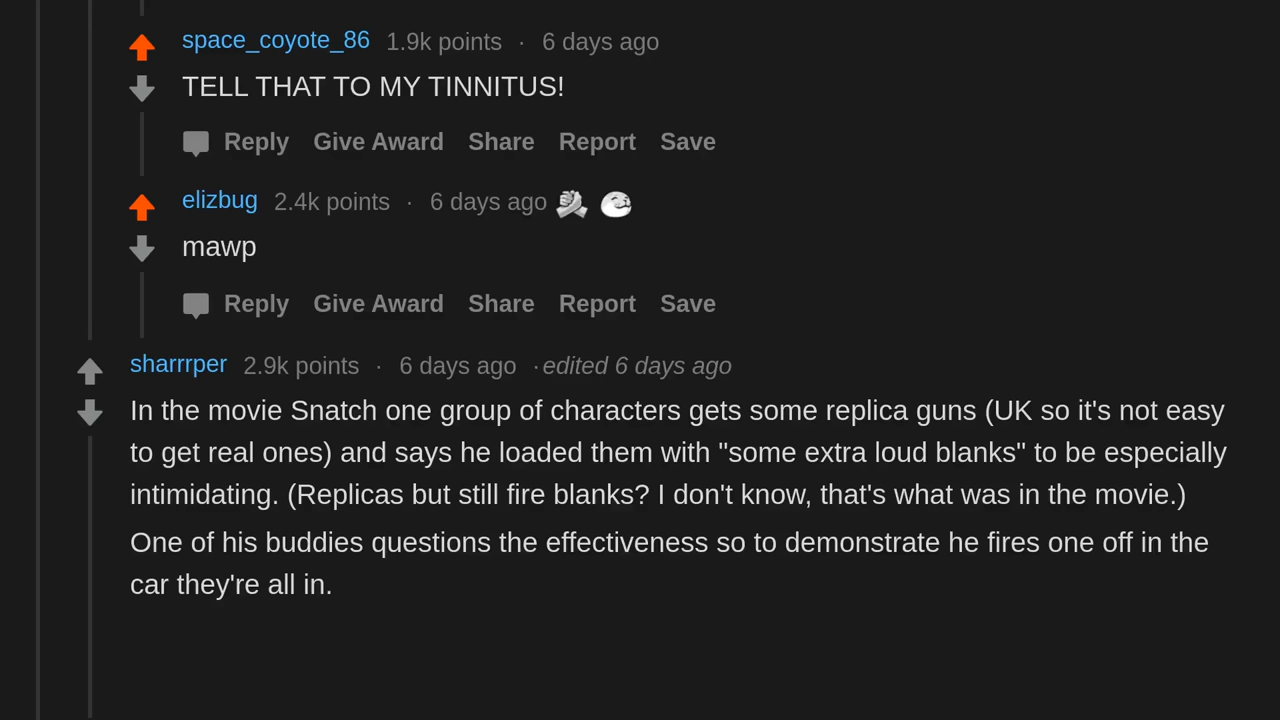 space_coyote_86 1.9k points · 6 days ago
TELL THAT TO MY TINNITUS!
Reply Give Award Share Report Save
elizbug 2.4k points · 6 days ago
mawp
Reply Give Award Share Report Save
sharrrper 2.9k points · 6 days ago · edited 6 days ago
In the movie Snatch one group of characters gets some replica guns (UK so it's not easy
to get real ones) and says he loaded them with "some extra loud blanks" to be especially
intimidating. (Replicas but still fire blanks? I don't know, that's what was in the movie.)
One of his buddies questions the effectiveness so to demonstrate he fires one off in the
car they're all in.